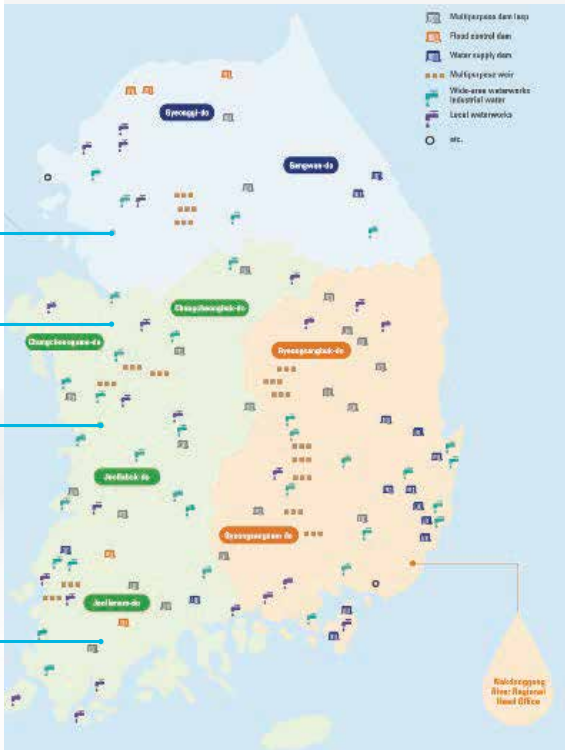 Multipurpose dam loop
Flood control dam
Water supply dam
Multipurpose weir
Wide-area waterworks
Industrial water
Local waterworks
etc.
Gyeonggi-do
Gangwon-do
Chungcheongbuk-do
Chungcheongnam-do
Gyeongsangbuk-do
Jeollabuk-do
Gyeongsangnam-do
Jeollanam-do
Nakdonggang
River Regional
Head Office